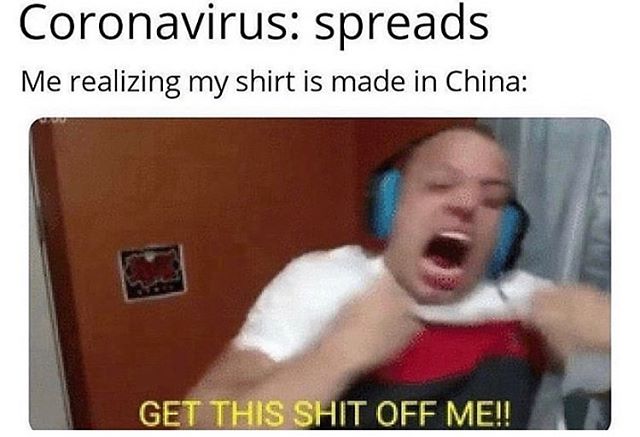 Coronavirus: spreads
Me realizing my shirt is made in China:
GET THIS SHIT OFF ME!!